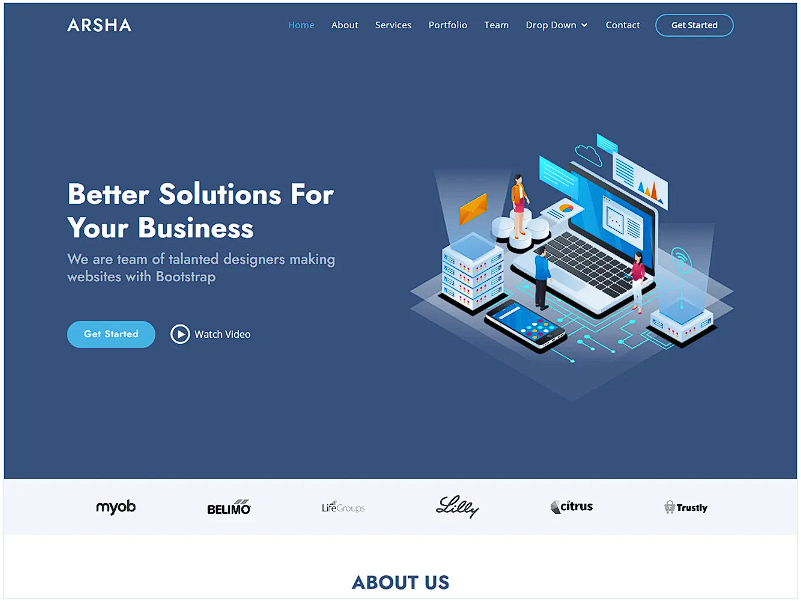 ARSHA
Home About Services Portfolio Team Drop Down Contact Get Started
Better Solutions For
Your Business
We are team of talanted designers making
websites with Bootstrap
Get Started Watch Video
myob BELIMO LifeGroups Lilly citrus Trustly
ABOUT US